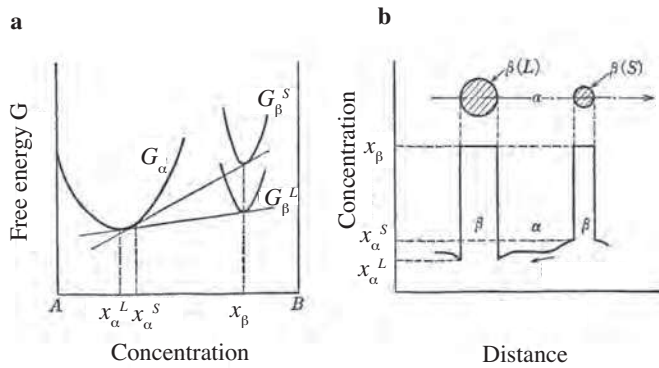 a
Free energy G
G_α
G_β^S
G_β^L
A
B
x_α^L
x_α^S
x_β
Concentration
b
β(L)
β(S)
α
Concentration
x_β
x_α^S
x_α^L
β
α
β
Distance